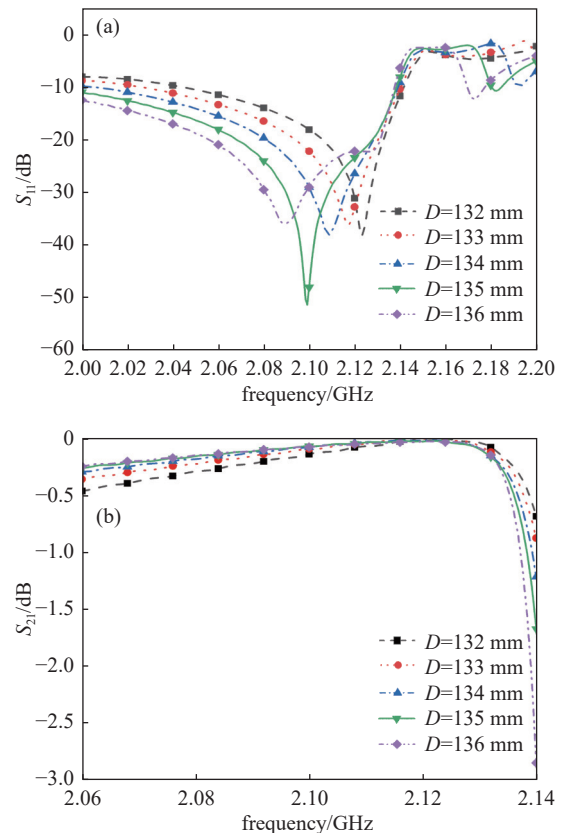 (a)
0
−10
−20
−30
−40
−50
−60
S11/dB
D=132 mm
D=133 mm
D=134 mm
D=135 mm
D=136 mm
2.00 2.02 2.04 2.06 2.08 2.10 2.12 2.14 2.16 2.18 2.20
frequency/GHz
0
−0.5
−1.0
−1.5
−2.0
−2.5
−3.0
S21/dB
(b)
D=132 mm
D=133 mm
D=134 mm
D=135 mm
D=136 mm
2.06 2.08 2.10 2.12 2.14
frequency/GHz